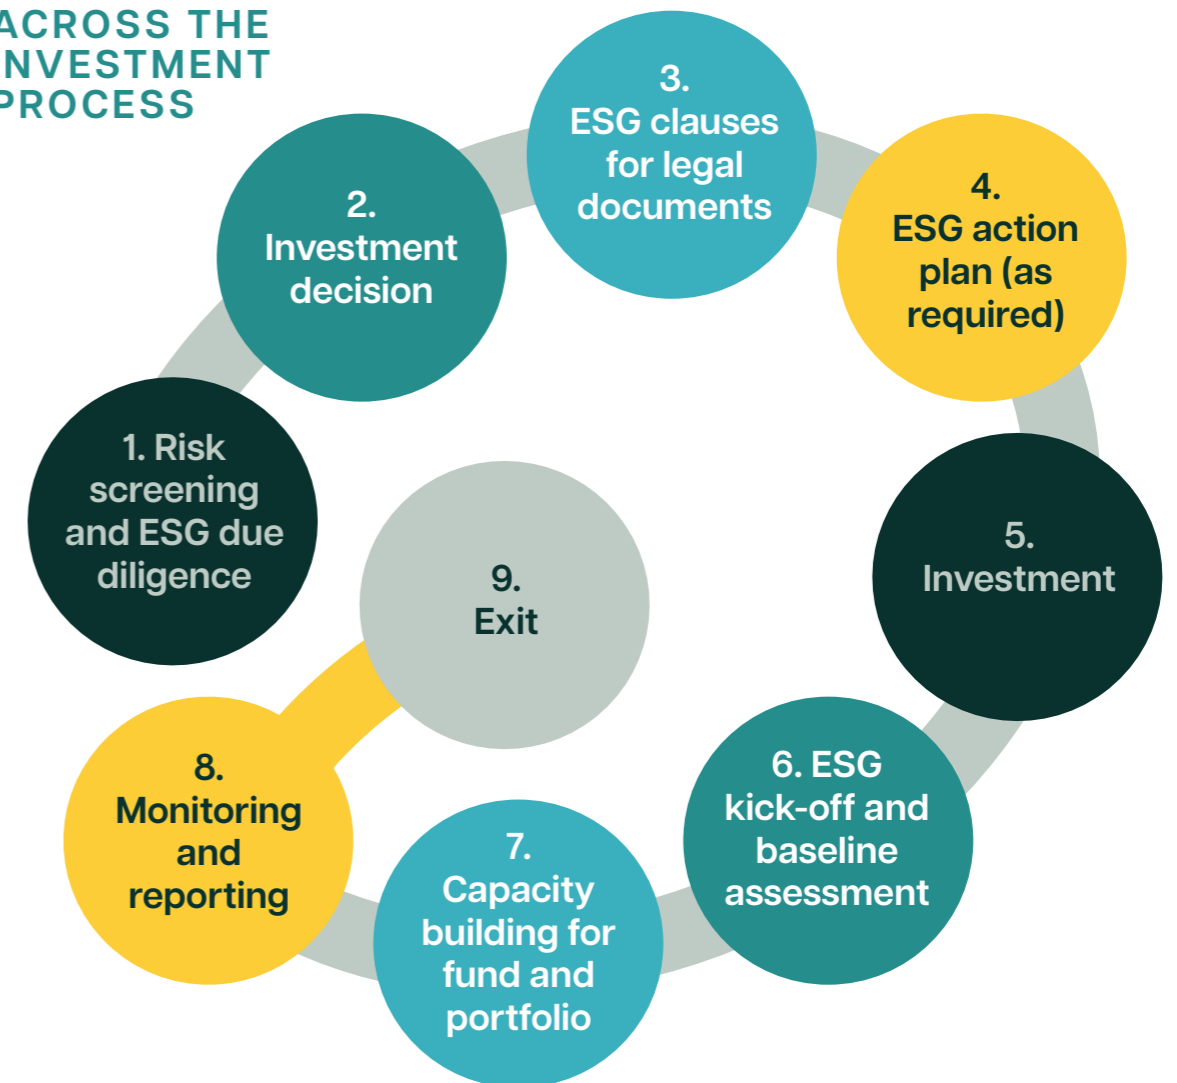 ACROSS THE
INVESTMENT
PROCESS
1. Risk
screening
and ESG due
diligence
2.
Investment
decision
3.
ESG clauses
for legal
documents
4.
ESG action
plan (as
required)
5.
Investment
6. ESG
kick-off and
baseline
assessment
7.
Capacity
building for
fund and
portfolio
8.
Monitoring
and
reporting
9.
Exit